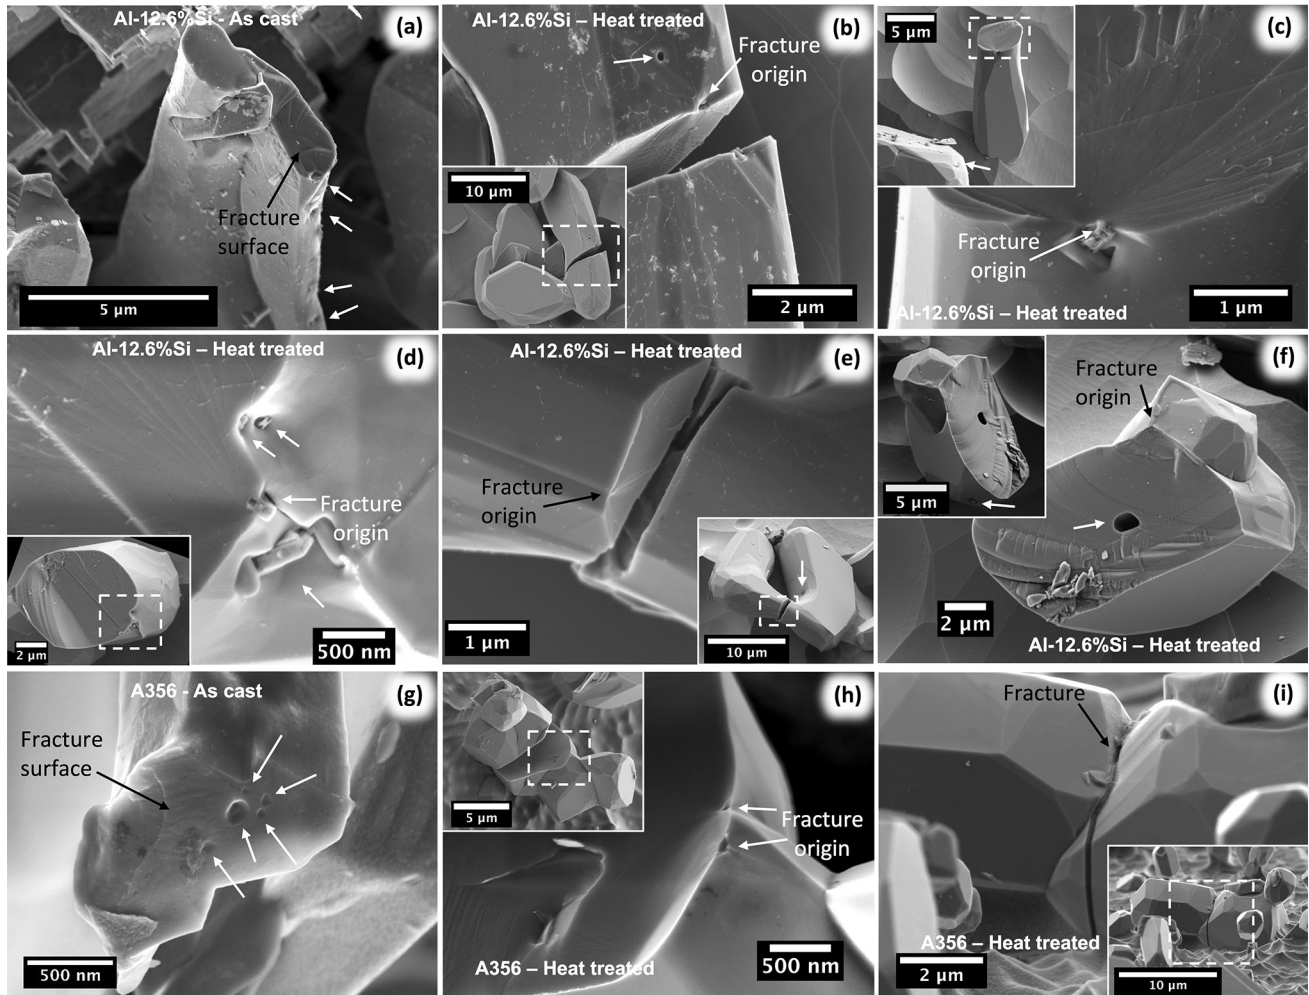 Al-12.6%Si - As cast
(a)
Fracture
surface
5 µm
Al-12.6%Si – Heat treated
(b)
Fracture
origin
10 µm
2 µm
(c)
5 µm
Fracture
origin
Al-12.6%Si – Heat treated
1 µm
Al-12.6%Si – Heat treated
(d)
Fracture
origin
2 µm
500 nm
Al-12.6%Si – Heat treated
(e)
Fracture
origin
1 µm
10 µm
(f)
Fracture
origin
5 µm
2 µm
Al-12.6%Si – Heat treated
A356 - As cast
(g)
Fracture
surface
500 nm
(h)
5 µm
Fracture
origin
A356 – Heat treated
500 nm
(i)
Fracture
A356 – Heat treated
2 µm
10 µm